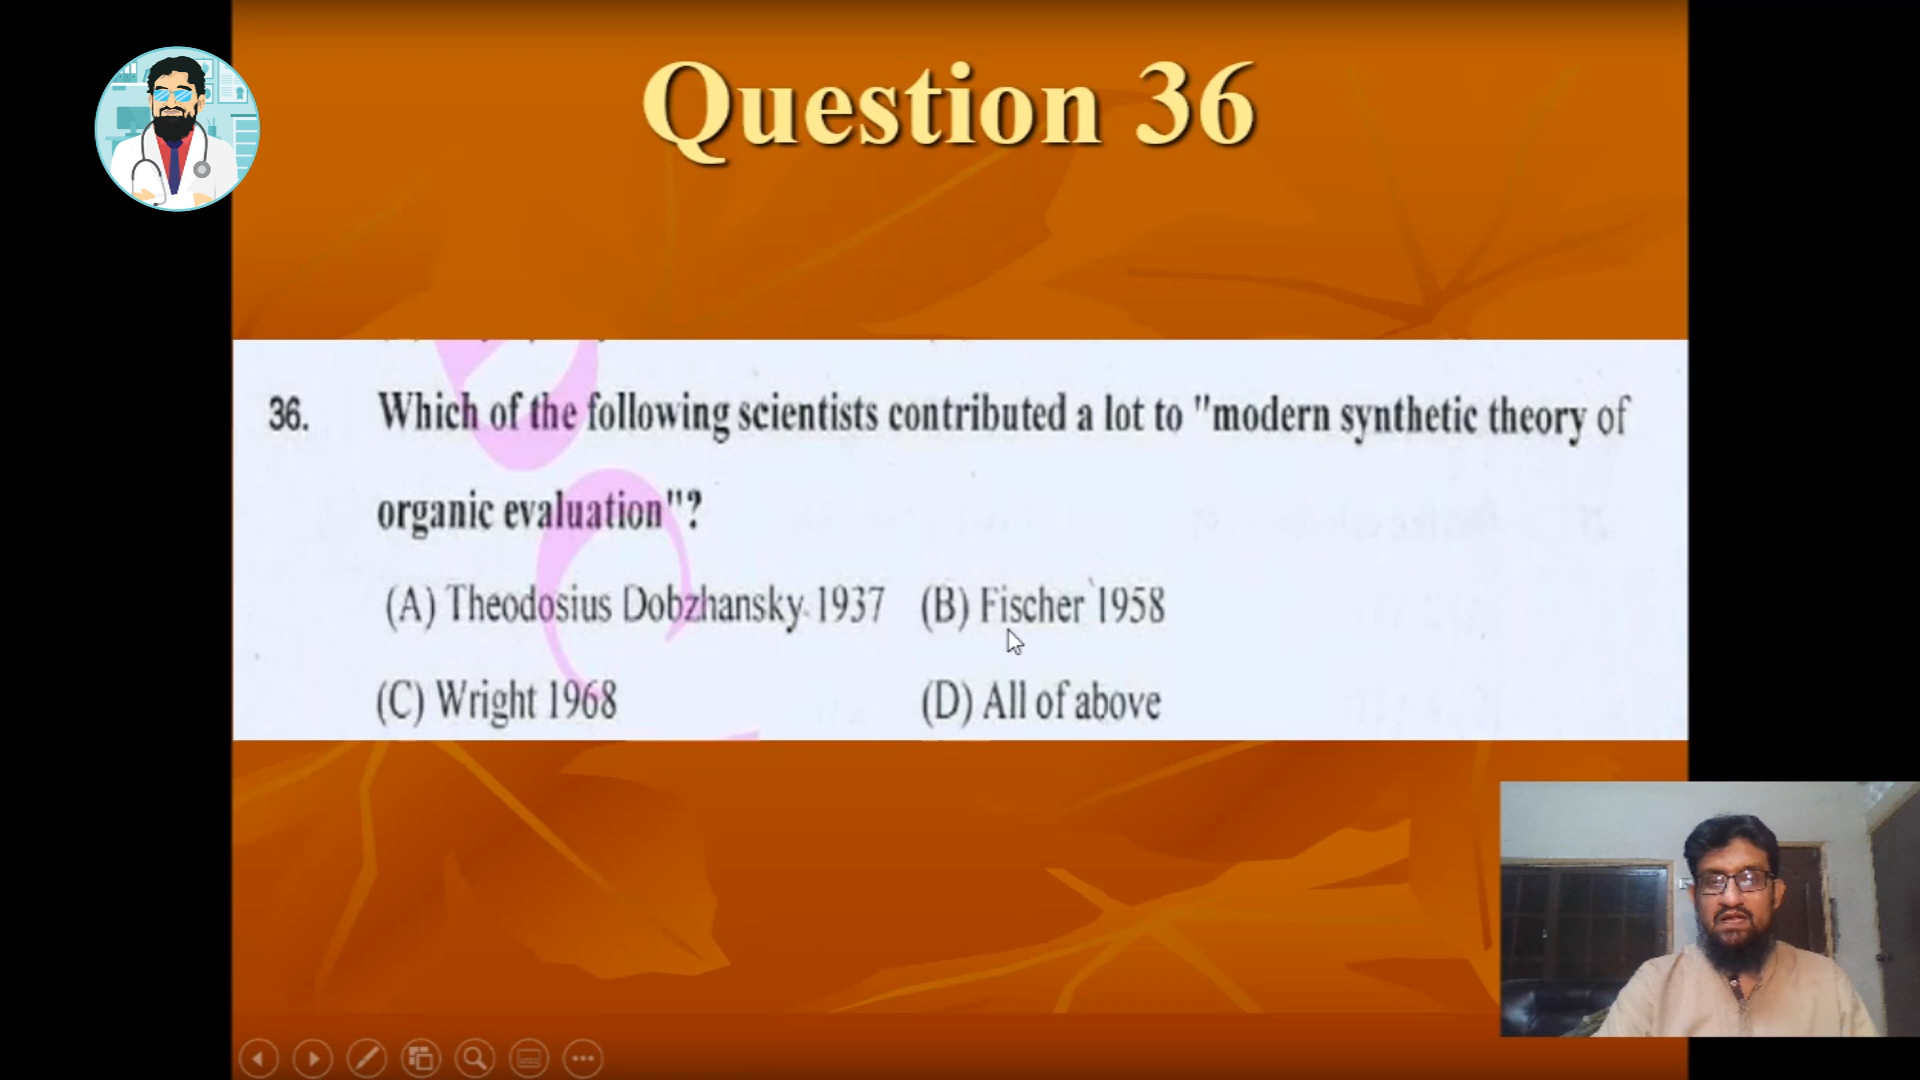 Question 36
36. Which of the following scientists contributed a lot to "modern synthetic theory of
organic evaluation"?
(A) Theodosius Dobzhansky 1937 (B) Fischer 1958
(C) Wright 1968 (D) All of above